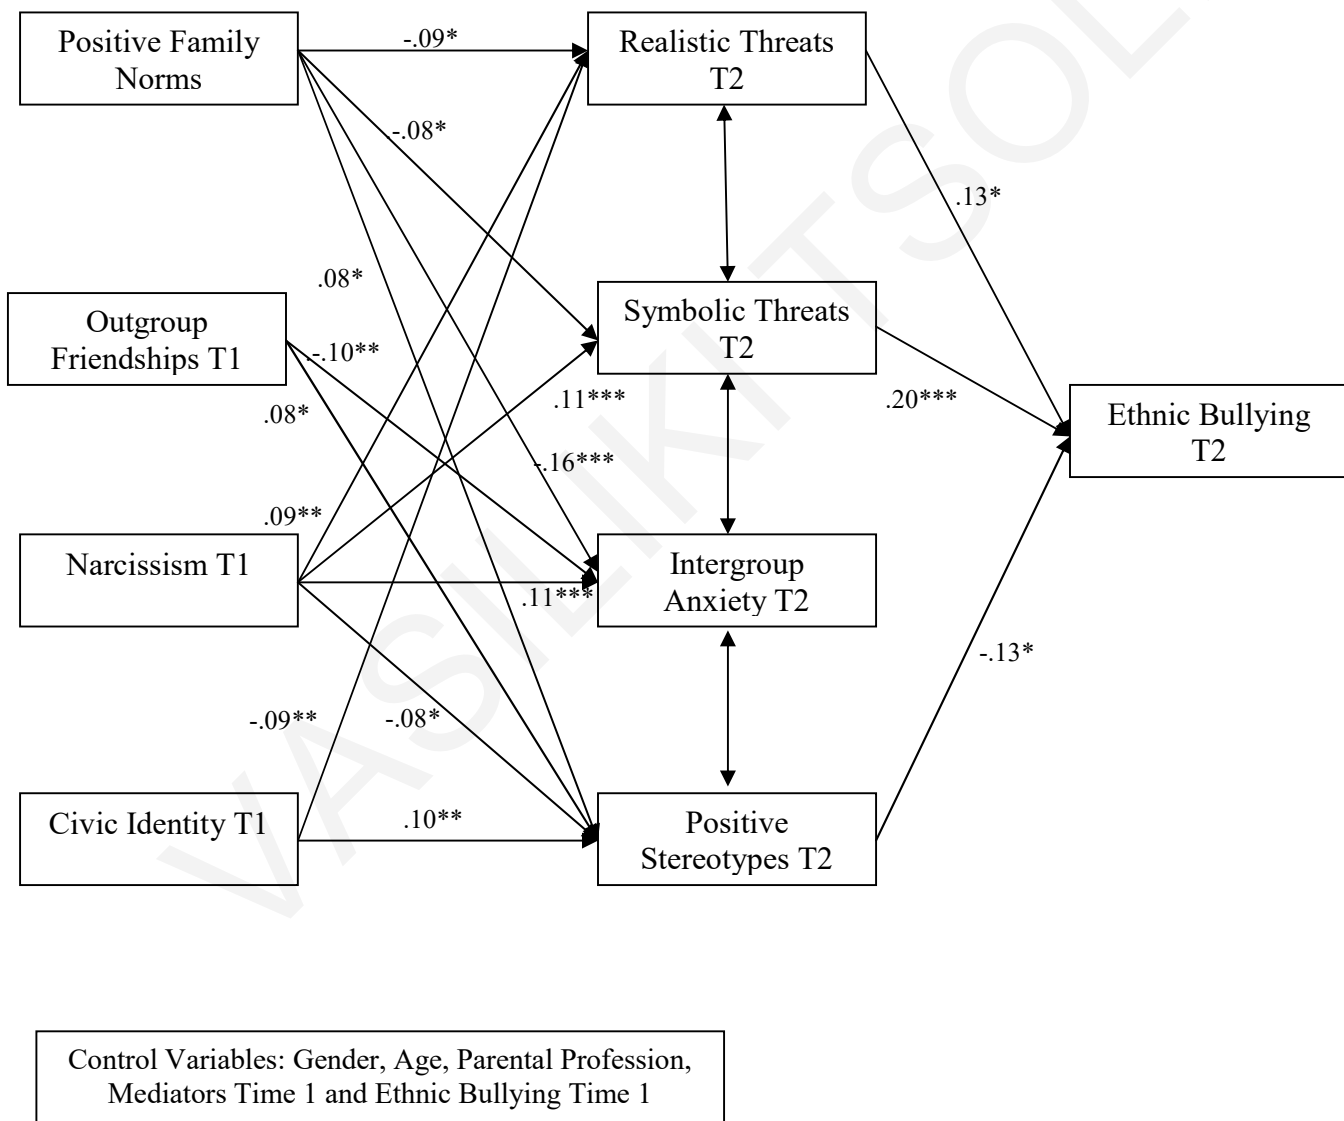 Positive Family
Norms
-.09*
Realistic Threats
T2
-.08*
.13*
.08*
Outgroup
Friendships T1
-.10**
Symbolic Threats
T2
.08*
.11***
.20***
Ethnic Bullying
T2
-.16***
.09**
Narcissism T1
Intergroup
Anxiety T2
.11***
-.13*
-.09**
-.08*
Civic Identity T1
.10**
Positive
Stereotypes T2
Control Variables: Gender, Age, Parental Profession,
Mediators Time 1 and Ethnic Bullying Time 1
VASILIKI TSOL